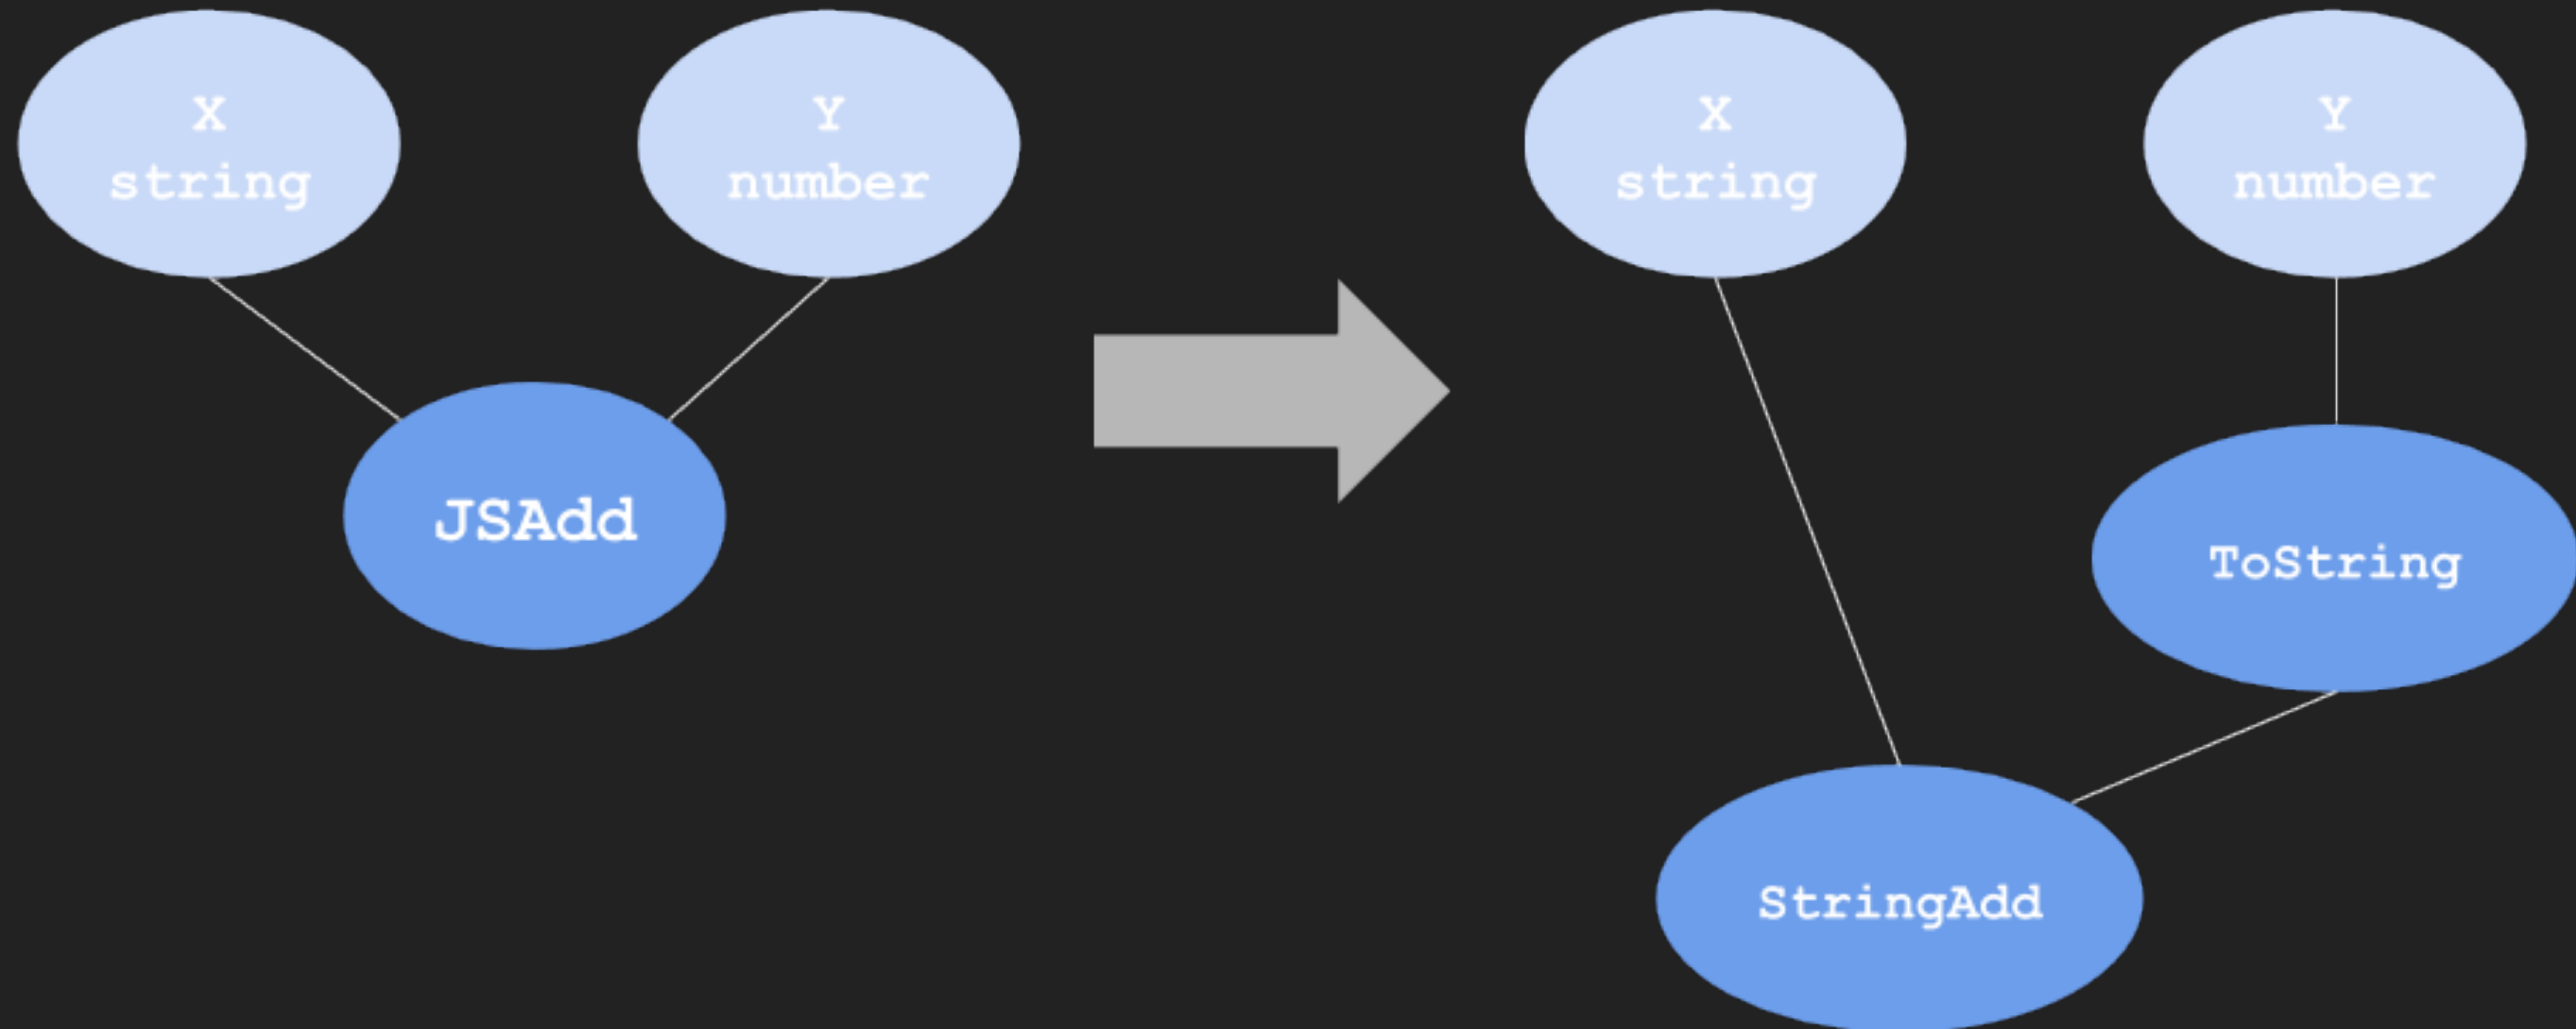 X
string
Y
number
JSAdd
X
string
Y
number
ToString
StringAdd